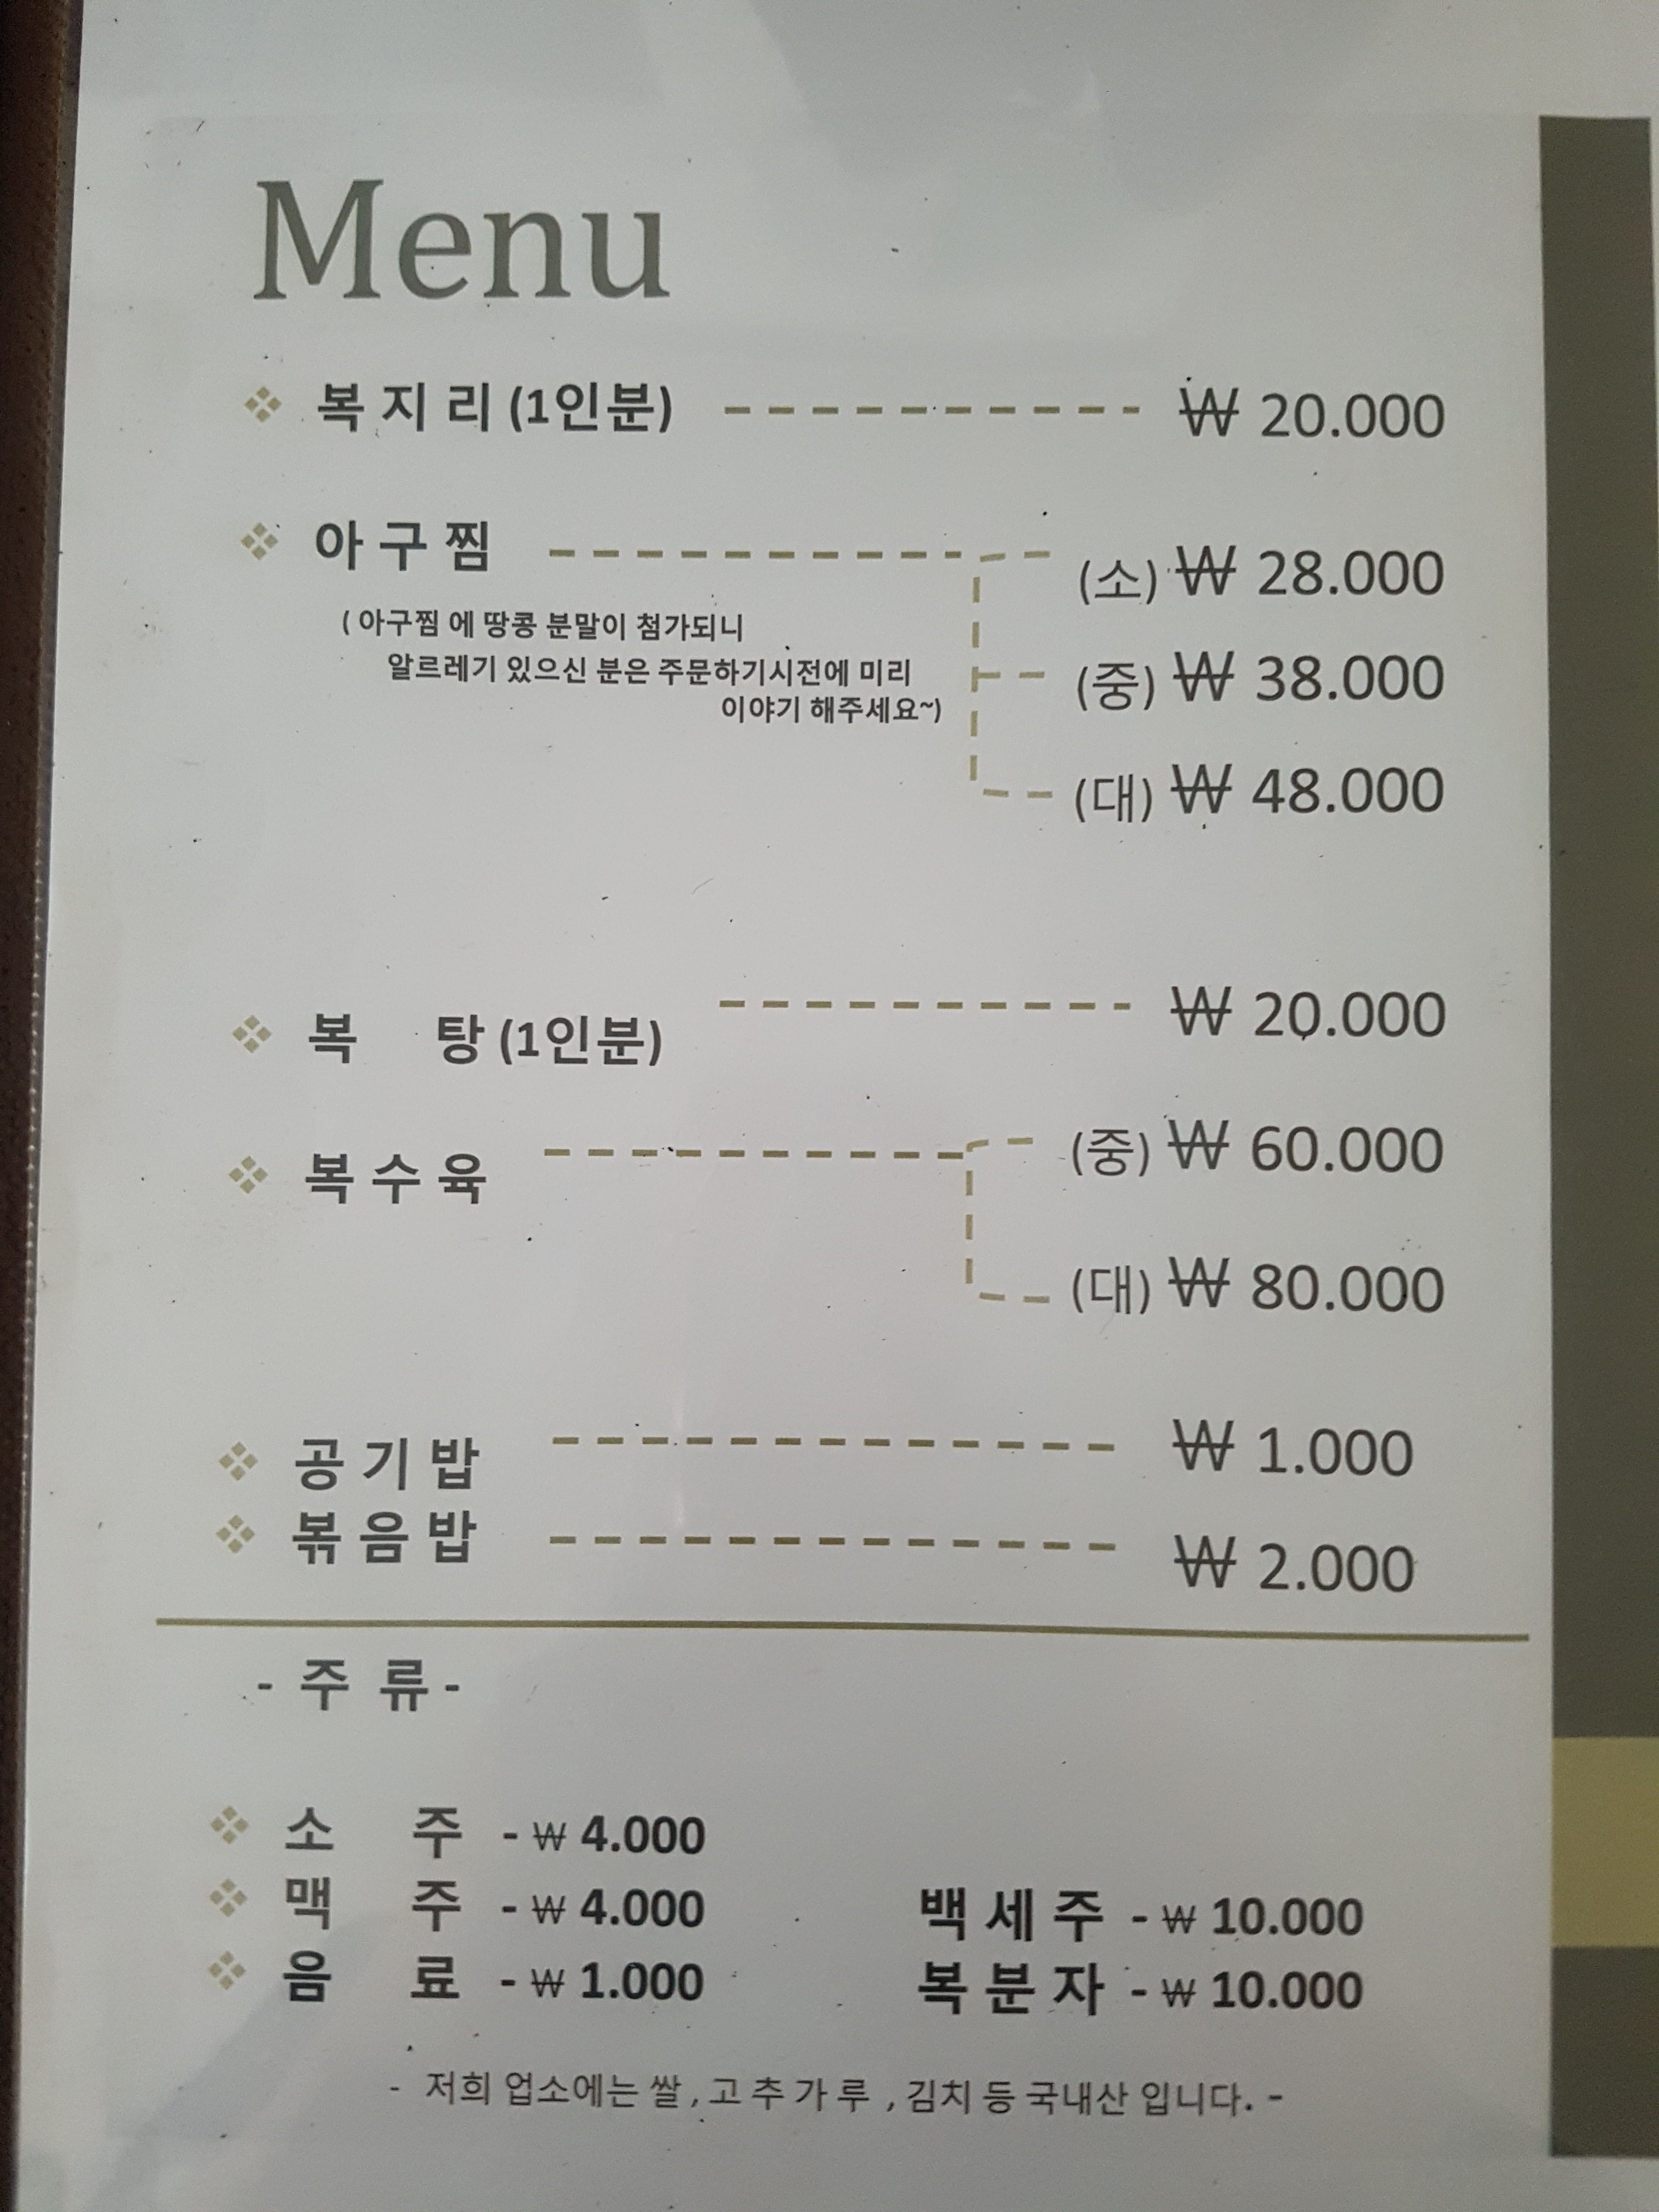 Menu
복 지 리 (1인분) ₩ 20.000
아 구 찜 (소) ₩ 28.000
( 아구찜 에 땅콩 분말이 첨가되니
알르레기 있으신 분은 주문하기시전에 미리
이야기 해주세요~)
(중) ₩ 38.000
(대) ₩ 48.000
복 탕 (1인분) ₩ 20.000
복 수 육 (중) ₩ 60.000
(대) ₩ 80.000
공 기 밥 ₩ 1.000
볶 음 밥 ₩ 2.000
- 주 류 -
소 주 - ₩ 4.000
맥 주 - ₩ 4.000 백 세 주 - ₩ 10.000
음 료 - ₩ 1.000 복 분 자 - ₩ 10.000
- 저희 업소에는 쌀 , 고 추 가 루 , 김치 등 국내산 입니다. -